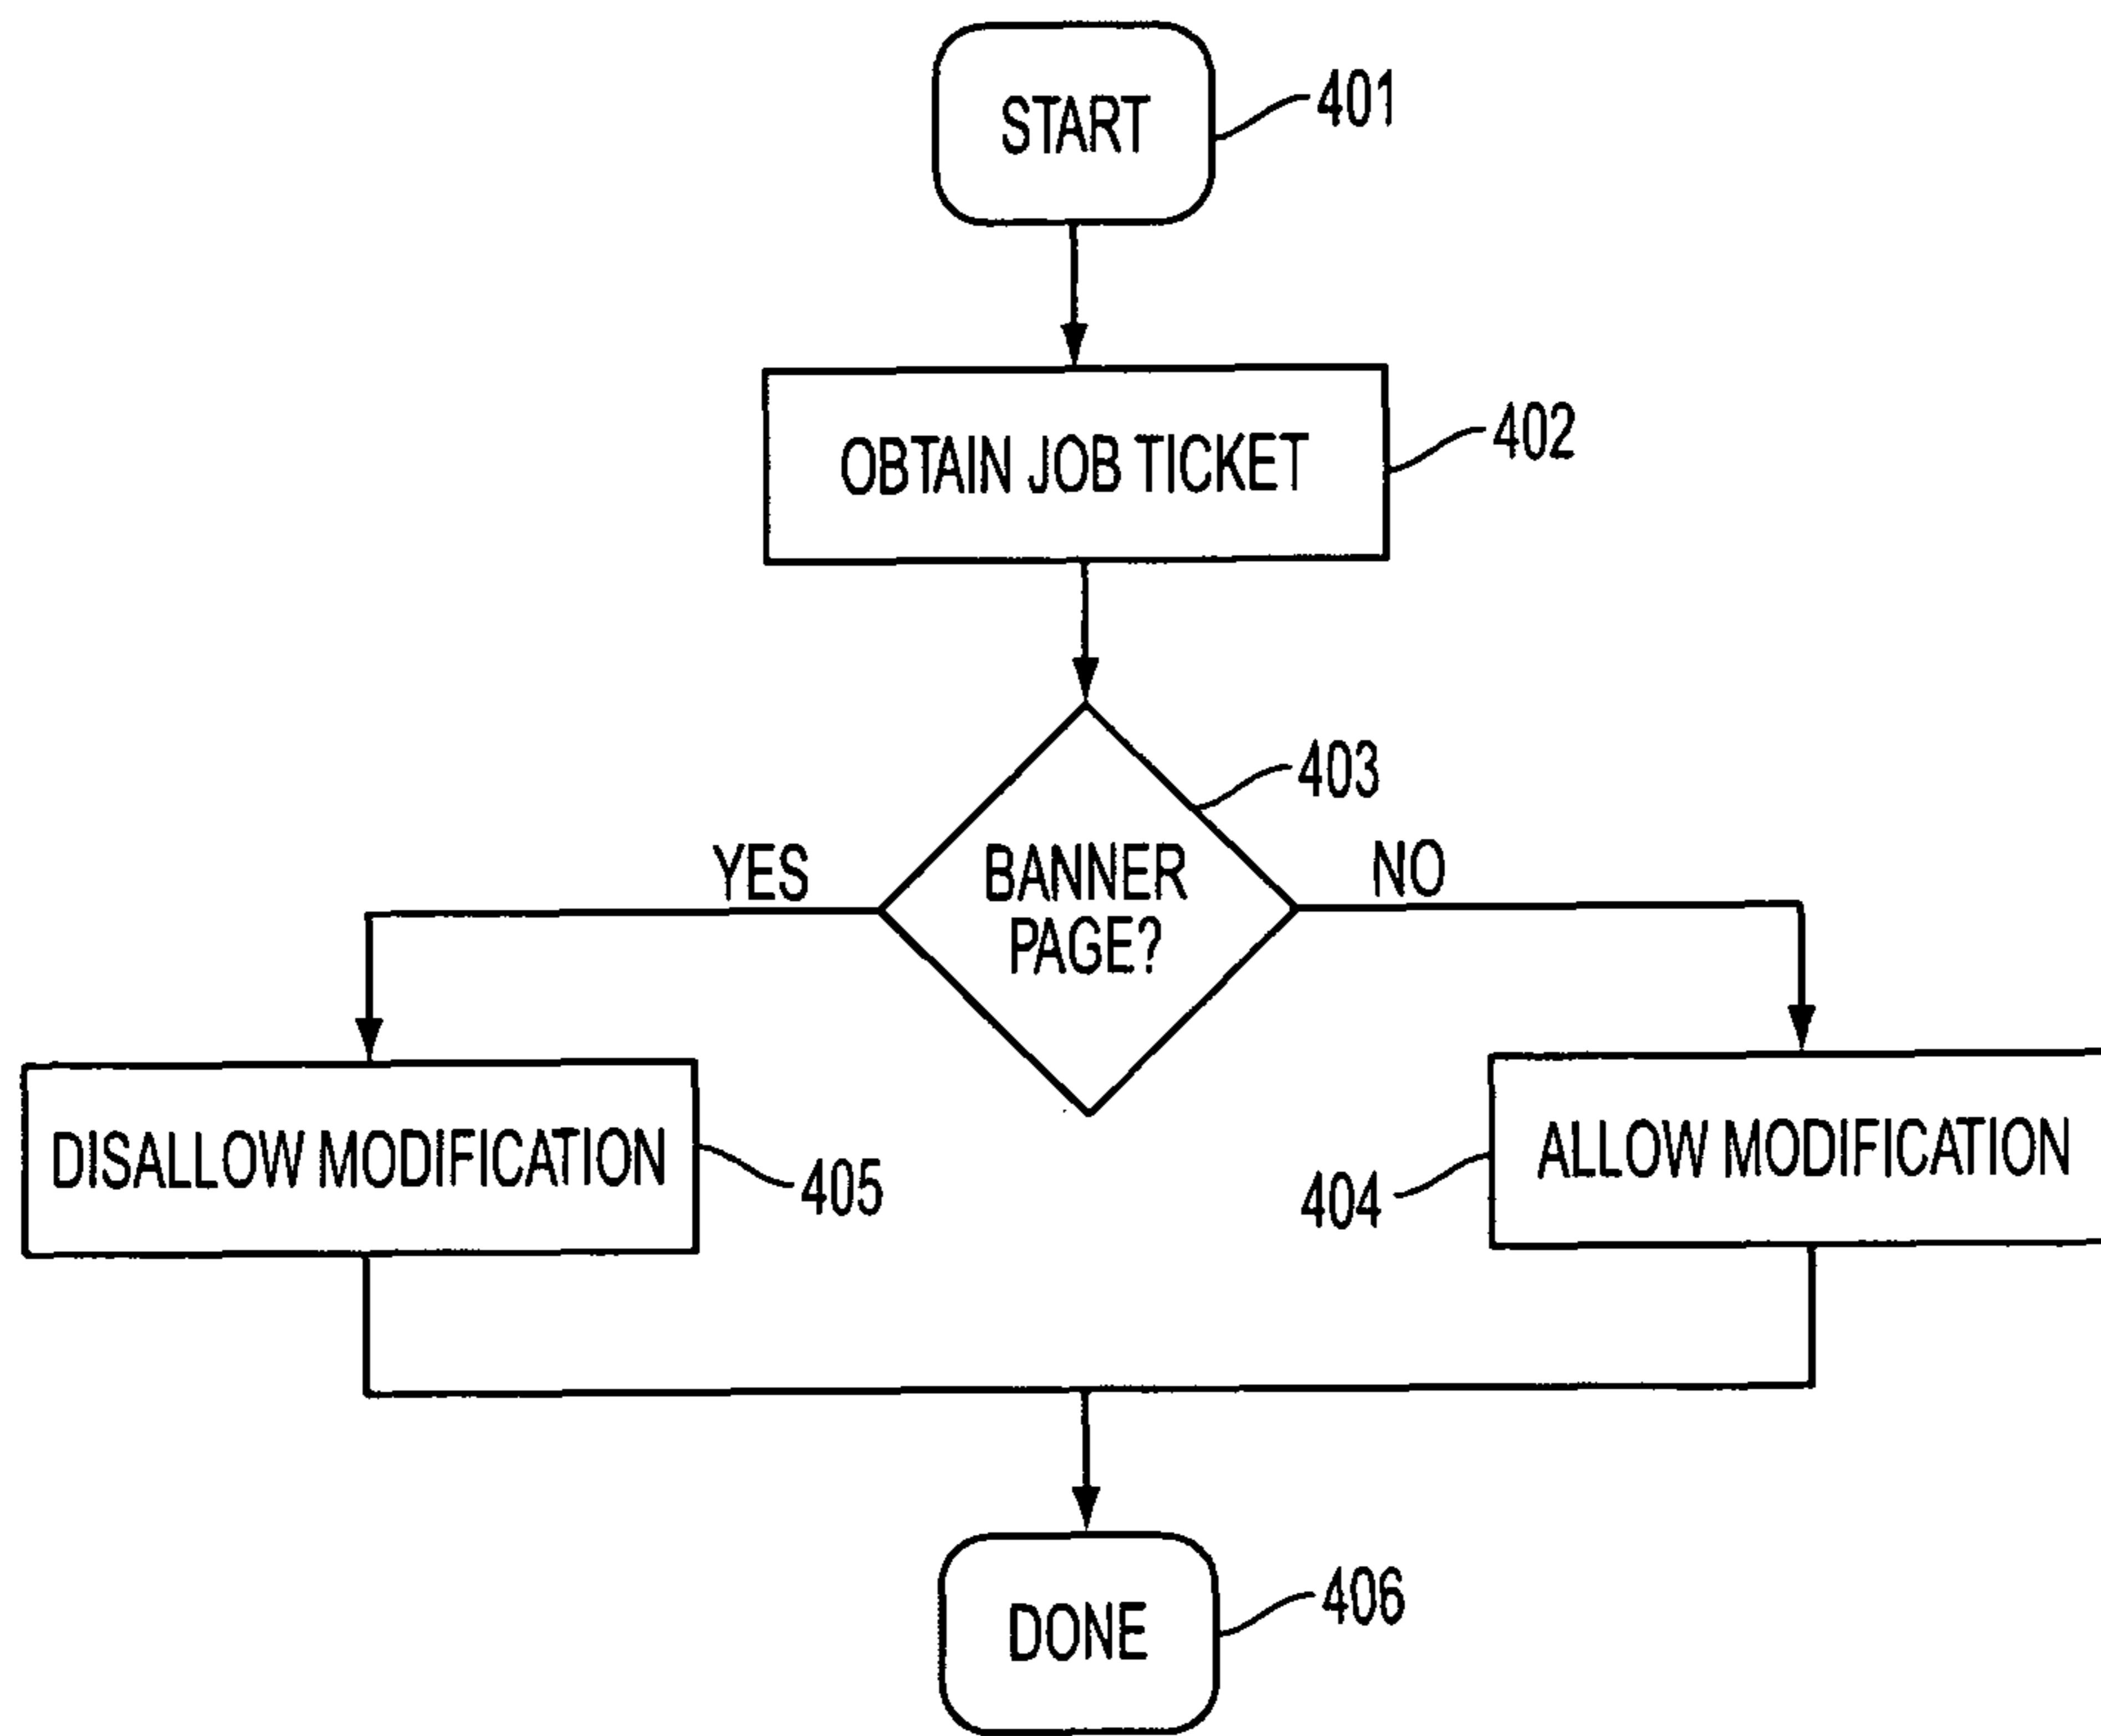 START
401
OBTAIN JOB TICKET
402
403
YES
BANNER
PAGE?
NO
DISALLOW MODIFICATION
405
404
ALLOW MODIFICATION
DONE
406